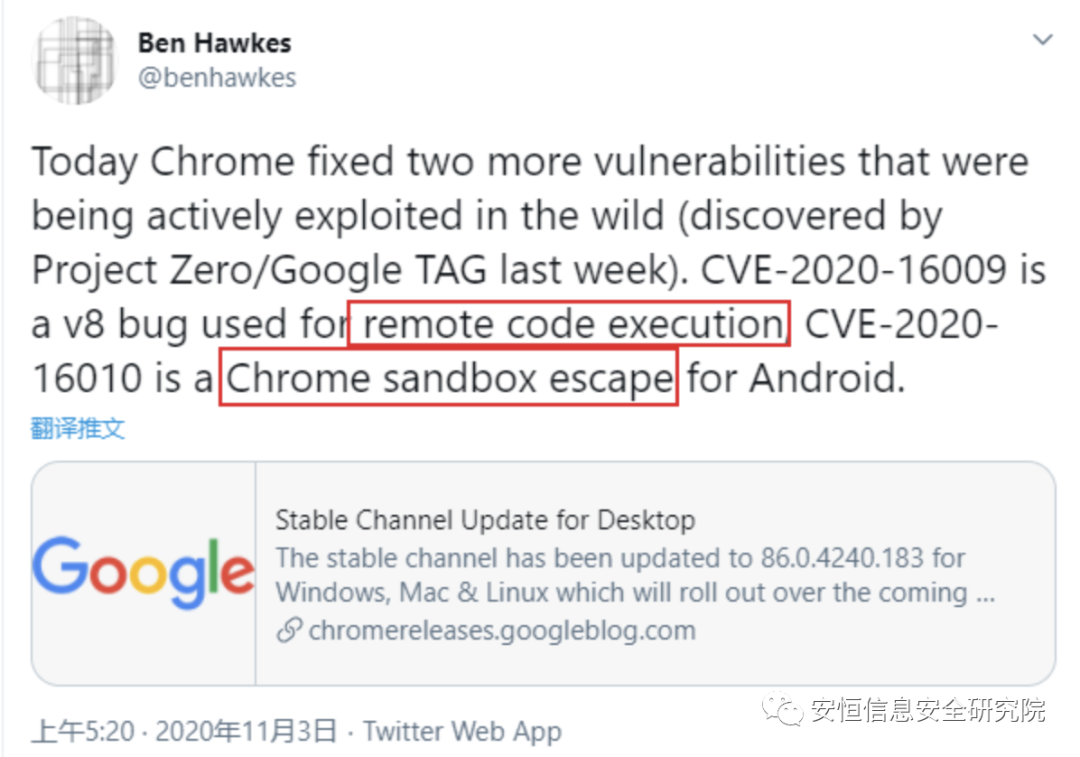 Ben Hawkes
@benhawkes
Today Chrome fixed two more vulnerabilities that were
being actively exploited in the wild (discovered by
Project Zero/Google TAG last week). CVE-2020-16009 is
a v8 bug used for remote code execution, CVE-2020-
16010 is a Chrome sandbox escape for Android.
翻译推文
Google
Stable Channel Update for Desktop
The stable channel has been updated to 86.0.4240.183 for
Windows, Mac & Linux which will roll out over the coming ...
chromereleases.googleblog.com
安恒信息安全研究院
上午5:20 · 2020年11月3日 · Twitter Web App